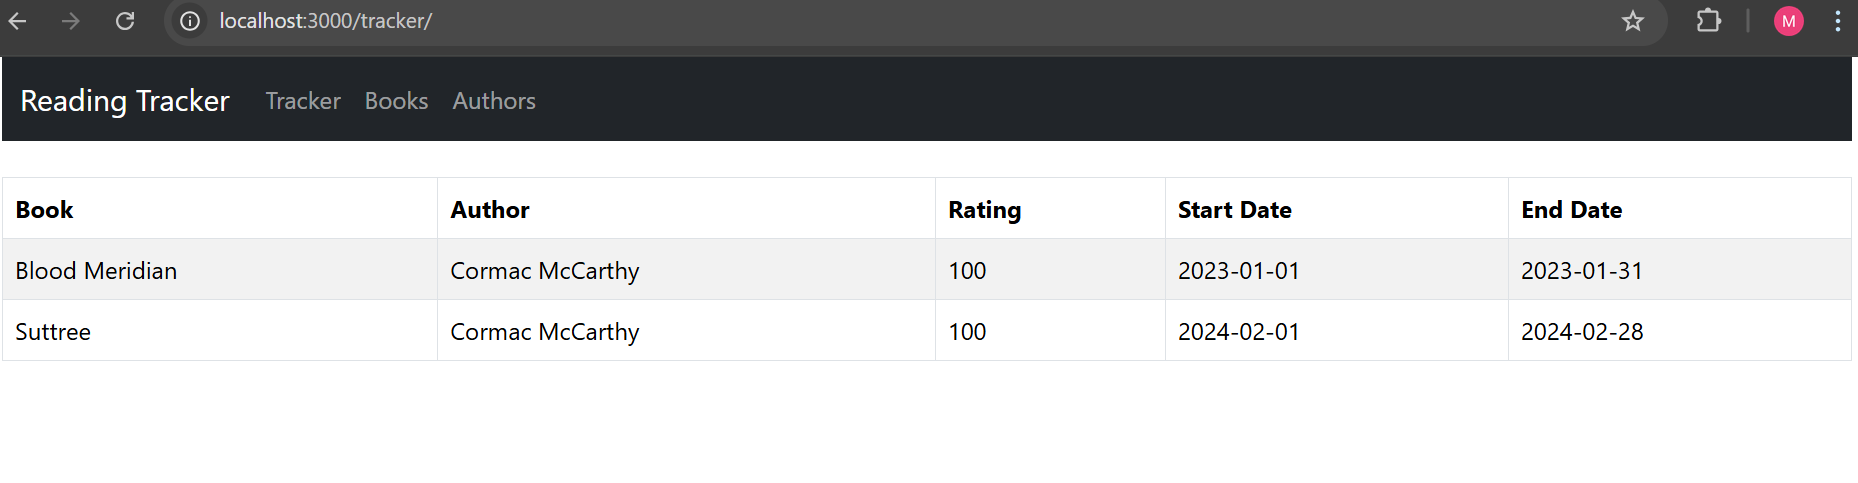 localhost:3000/tracker/
M
Reading Tracker Tracker Books Authors
Book Author Rating Start Date End Date
Blood Meridian Cormac McCarthy 100 2023-01-01 2023-01-31
Suttree Cormac McCarthy 100 2024-02-01 2024-02-28